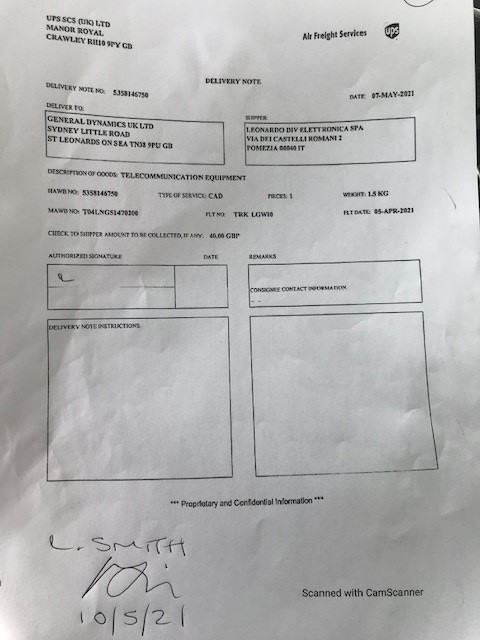 UPS SCS (UK) LTD
MANOR ROYAL
CRAWLEY RH10 9PY GB
Air Freight Services
ups
DELIVERY NOTE
DELIVERY NOTE NO: 5358146750
DATE: 07-MAY-2021
DELIVER TO:
GENERAL DYNAMICS UK LTD
SYDNEY LITTLE ROAD
ST LEONARDS ON SEA TN38 9PU GB
SHIPPER:
LEONARDO DIV ELETTRONICA SPA
VIA DEI CASTELLI ROMANI 2
POMEZIA 00040 IT
DESCRIPTION OF GOODS: TELECOMMUNICATION EQUIPMENT
HAWB NO: 5358146750 TYPE OF SERVICE: CAD PIECES: 1 WEIGHT: 1.5 KG
MAWB NO: T04LNGS1470200 FLT NO: TRK LGW10 FLT DATE: 05-APR-2021
CHECK TO SHIPPER AMOUNT TO BE COLLECTED, IF ANY: 40.00 GBP
AUTHORIZED SIGNATURE DATE
REMARKS
CONSIGNEE CONTACT INFORMATION
DELIVERY NOTE INSTRUCTIONS
*** Proprietary and Confidential Information ***
L. SMITH
10/5/21
Scanned with CamScanner